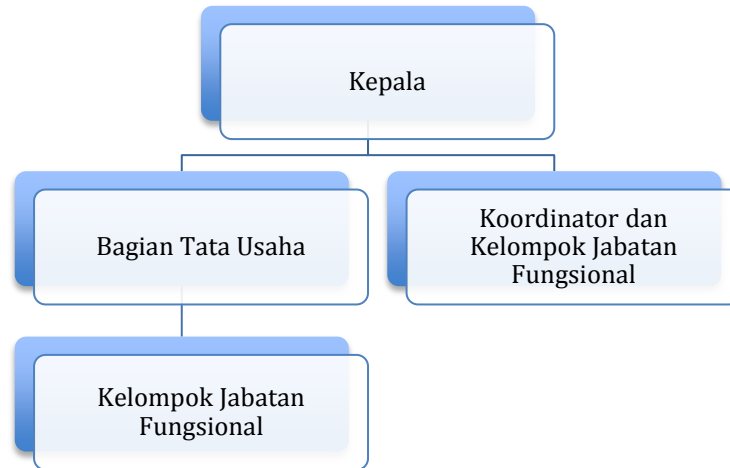 Kepala
Bagian Tata Usaha
Koordinator dan
Kelompok Jabatan
Fungsional
Kelompok Jabatan
Fungsional